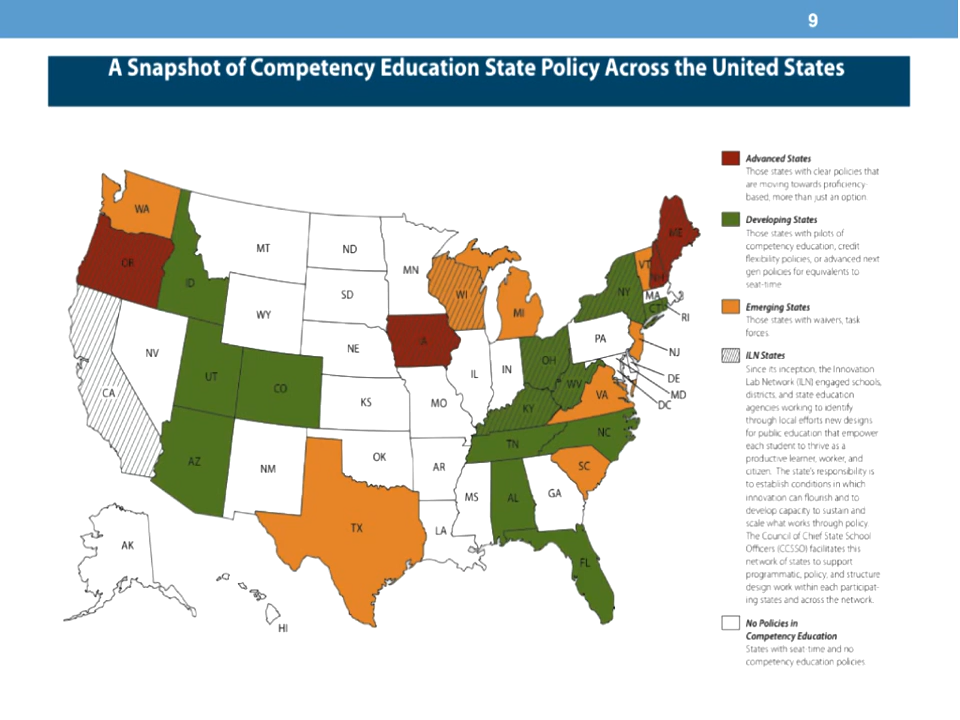 9
A Snapshot of Competency Education State Policy Across the United States
Advanced States
Those states with clear policies that
are moving towards proficiency-
based; more than just an option.
Developing States
Those states with pilots of
competency education, credit
flexibility policies, or advanced next
gen policies for equivalents to
seat-time
Emerging States
Those states with waivers, task
forces.
ILN States
Since its inception, the Innovation
Lab Network (ILN) engaged schools,
districts, and state education
agencies working to identify
through local efforts new designs
for public education that empower
each student to thrive as a
productive learner, worker, and
citizen. The state's responsibility is
to establish conditions in which
innovation can flourish and to
develop capacity to sustain and
scale what works through policy.
The Council of Chief State School
Officers (CCSSO) facilitates this
network of states to support
programmatic, policy, and structure
design work within each participat-
ing states and across the network.
No Policies in
Competency Education
States with seat-time and no
competency education policies.
WA
OR
ID
MT
ND
MN
SD
WY
WI
MI
NY
VT
NH
ME
MA
CT
RI
NV
CA
UT
CO
NE
IA
IL
IN
OH
PA
NJ
DE
MD
DC
WV
VA
KS
MO
KY
TN
NC
AZ
NM
OK
AR
SC
TX
LA
MS
AL
GA
FL
AK
HI